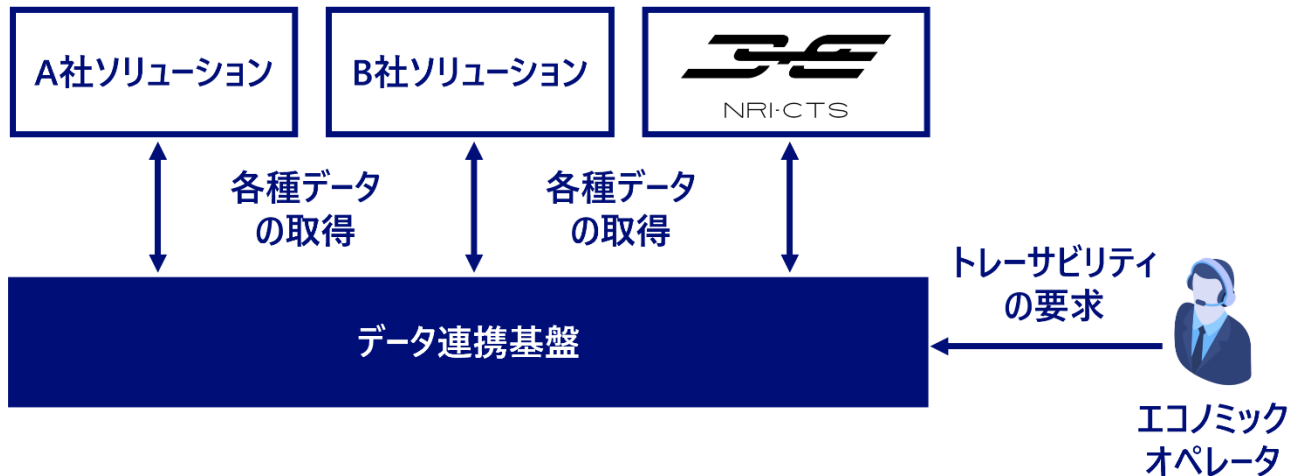 A社ソリューション
B社ソリューション
NRI-CTS
各種データ
の取得
各種データ
の取得
トレーサビリティ
の要求
データ連携基盤
エコノミック
オペレータ